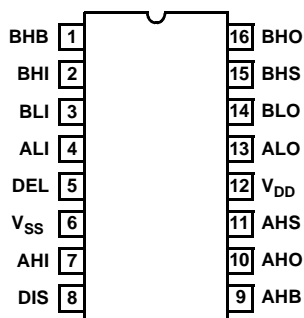 BHB 1 16 BHO
BHI 2 15 BHS
BLI 3 14 BLO
ALI 4 13 ALO
DEL 5 12 VDD
VSS 6 11 AHS
AHI 7 10 AHO
DIS 8 9 AHB